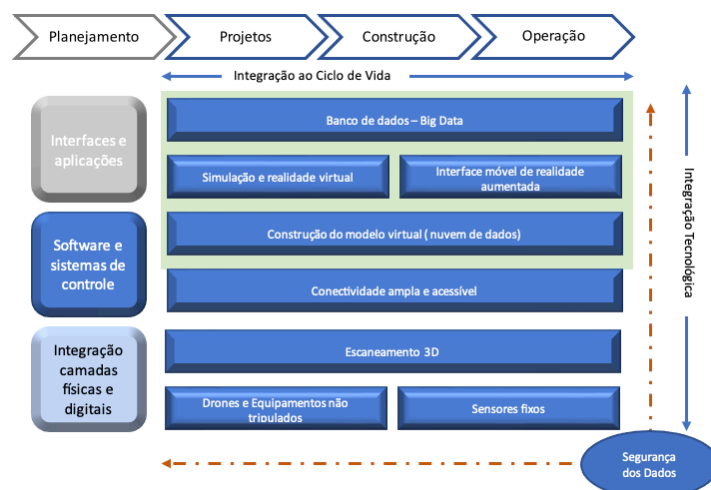 Planejamento
Projetos
Construção
Operação
Integração ao Ciclo de Vida
Interfaces e
aplicações
Banco de dados – Big Data
Simulação e realidade virtual
Interface móvel de realidade
aumentada
Software e
sistemas de
controle
Construção do modelo virtual ( nuvem de dados)
Conectividade ampla e acessível
Integração
camadas
físicas e
digitais
Escaneamento 3D
Drones e Equipamentos não
tripulados
Sensores fixos
Integração Tecnológica
Segurança
dos Dados